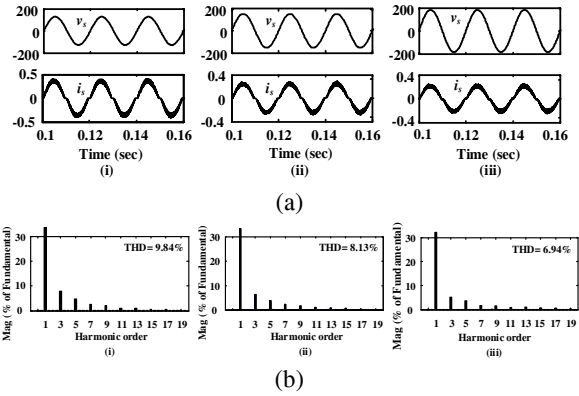 200
v_s
0
-200
0.5
i_s
0
-0.5
0.1 0.12 0.14 0.16
Time (sec)
(i)
200
v_s
0
-200
0.4
i_s
0
-0.4
0.1 0.12 0.14 0.16
Time (sec)
(ii)
200
v_s
0
-200
0.4
i_s
0
-0.4
0.1 0.12 0.14 0.16
Time (sec)
(iii)
(a)
Mag (% of Fundamental)
30
20
10
0
THD= 9.84%
1 3 5 7 9 11 13 15 17 19
Harmonic order
(i)
Mag (% of Fundamental)
30
20
10
0
THD= 8.13%
1 3 5 7 9 11 13 15 17 19
Harmonic order
(ii)
Mag (% of Fundamental)
30
20
10
0
THD= 6.94%
1 3 5 7 9 11 13 15 17 19
Harmonic order
(iii)
(b)